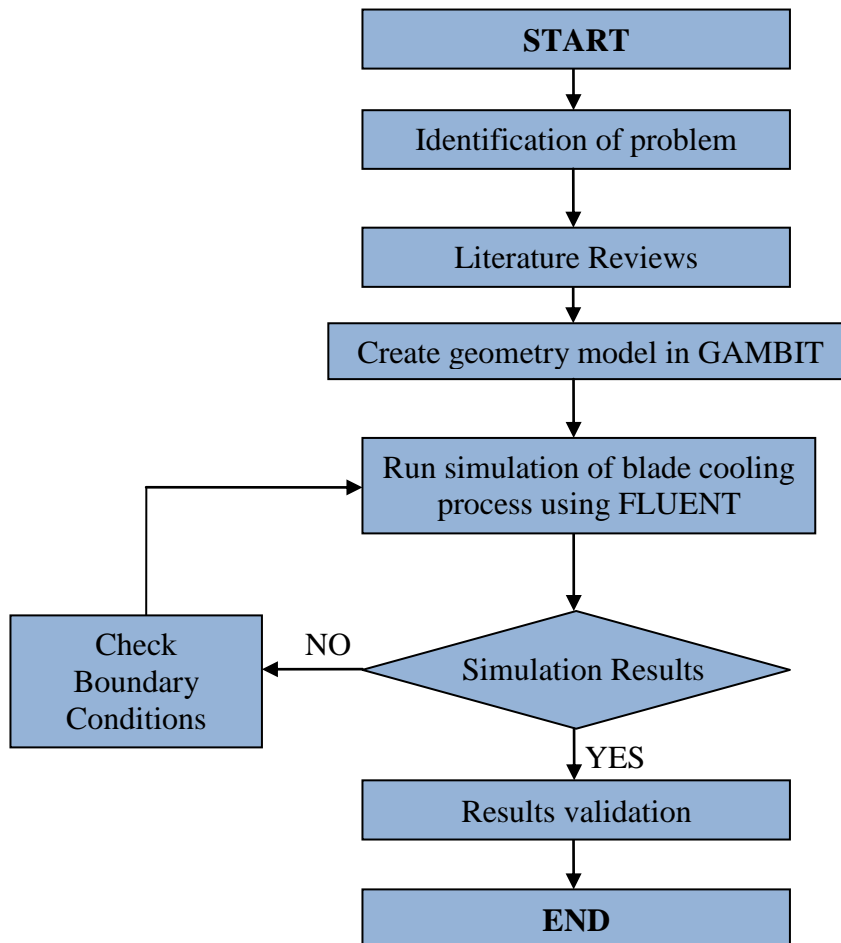 START
Identification of problem
Literature Reviews
Create geometry model in GAMBIT
Run simulation of blade cooling
process using FLUENT
Check
Boundary
Conditions
NO
Simulation Results
YES
Results validation
END